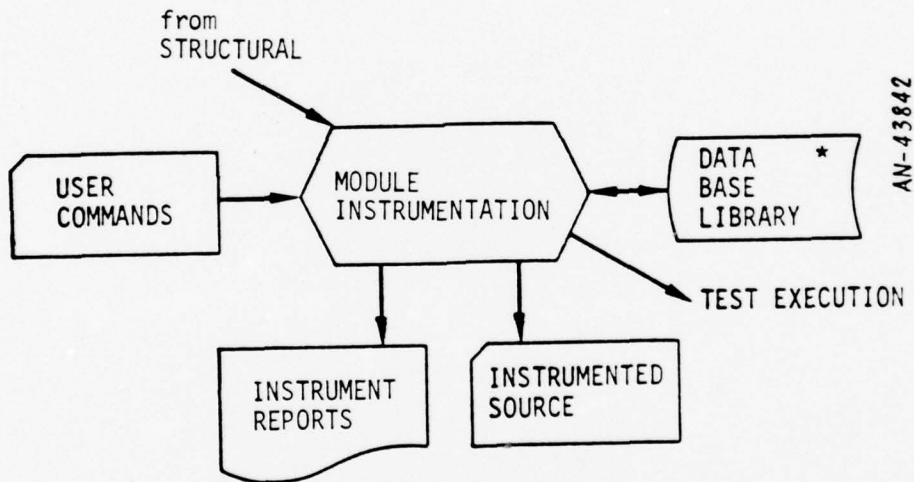 from
STRUCTURAL
USER
COMMANDS
MODULE
INSTRUMENTATION
DATA *
BASE
LIBRARY
AN-43842
TEST EXECUTION
INSTRUMENT
REPORTS
INSTRUMENTED
SOURCE